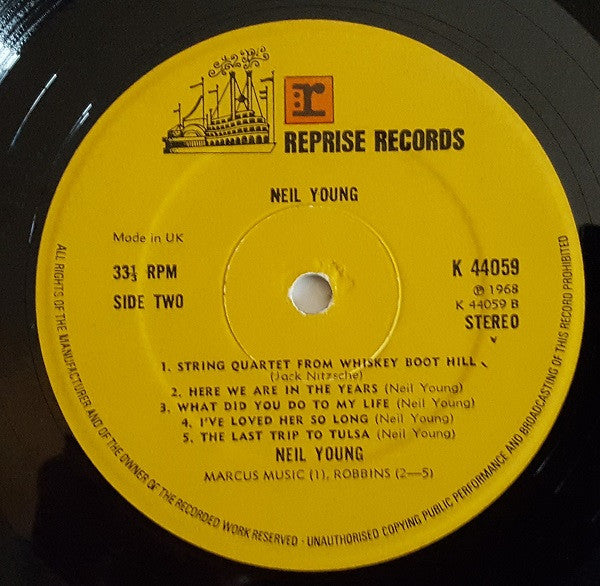 r
REPRISE RECORDS
NEIL YOUNG
Made in UK
33⅓ RPM
SIDE TWO
K 44059
℗ 1968
K 44059 B
STEREO
1. STRING QUARTET FROM WHISKEY BOOT HILL
(Jack Nitzsche)
2. HERE WE ARE IN THE YEARS (Neil Young)
3. WHAT DID YOU DO TO MY LIFE (Neil Young)
4. I'VE LOVED HER SO LONG (Neil Young)
5. THE LAST TRIP TO TULSA (Neil Young)
NEIL YOUNG
MARCUS MUSIC (1), ROBBINS (2—5)
ALL RIGHTS OF THE MANUFACTURER AND OF THE OWNER OF THE RECORDED WORK RESERVED · UNAUTHORISED COPYING PUBLIC PERFORMANCE AND BROADCASTING OF THIS RECORD PROHIBITED